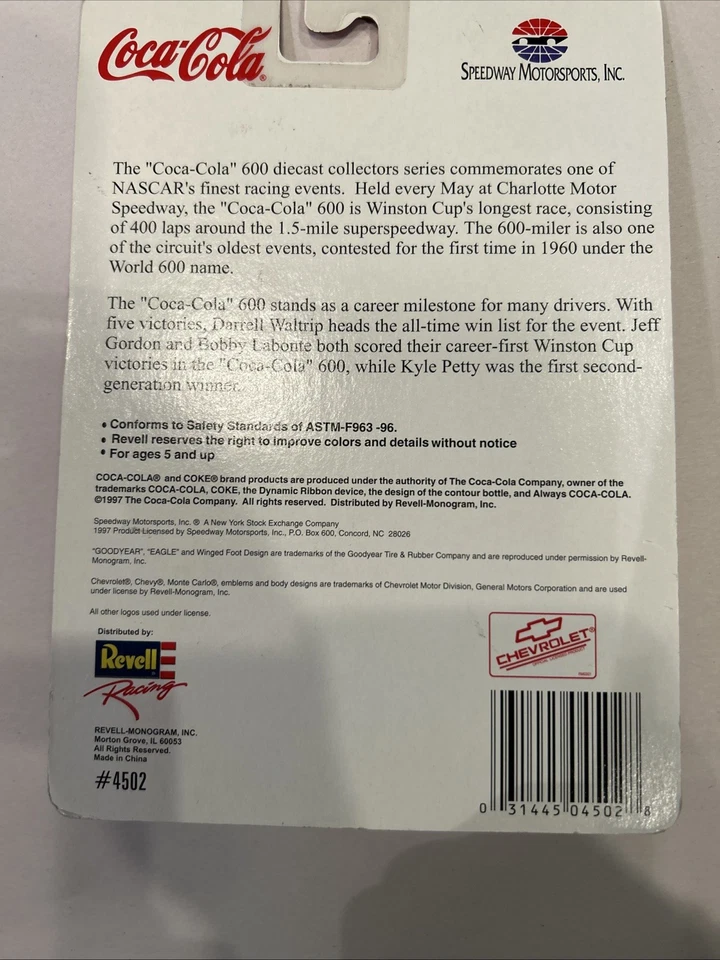 Coca-Cola®
SPEEDWAY MOTORSPORTS, INC.
The "Coca-Cola" 600 diecast collectors series commemorates one of
NASCAR's finest racing events. Held every May at Charlotte Motor
Speedway, the "Coca-Cola" 600 is Winston Cup's longest race, consisting
of 400 laps around the 1.5-mile superspeedway. The 600-miler is also one
of the circuit's oldest events, contested for the first time in 1960 under the
World 600 name.
The "Coca-Cola" 600 stands as a career milestone for many drivers. With
five victories, Darrell Waltrip heads the all-time win list for the event. Jeff
Gordon and Bobby Labonte both scored their career-first Winston Cup
victories in the "Coca-Cola" 600, while Kyle Petty was the first second-
generation winner.
• Conforms to Safety Standards of ASTM-F963 -96.
• Revell reserves the right to improve colors and details without notice
• For ages 5 and up
COCA-COLA® and COKE® brand products are produced under the authority of The Coca-Cola Company, owner of the
trademarks COCA-COLA, COKE, the Dynamic Ribbon device, the design of the contour bottle, and Always COCA-COLA.
©1997 The Coca-Cola Company. All rights reserved. Distributed by Revell-Monogram, Inc.
Speedway Motorsports, Inc. ® A New York Stock Exchange Company
1997 Product Licensed by Speedway Motorsports, Inc., P.O. Box 600, Concord, NC 28026
"GOODYEAR", "EAGLE" and Winged Foot Design are trademarks of the Goodyear Tire & Rubber Company and are reproduced under permission by Revell-
Monogram, Inc.
Chevrolet®, Chevy®, Monte Carlo®, emblems and body designs are trademarks of Chevrolet Motor Division, General Motors Corporation and are used
under license by Revell-Monogram, Inc.
All other logos used under license.
Distributed by:
Revell
Racing
CHEVROLET®
OFFICIAL LICENSED PRODUCT
REVELL-MONOGRAM, INC.
Morton Grove, IL 60053
All Rights Reserved.
Made in China
#4502
0 31445 04502 8